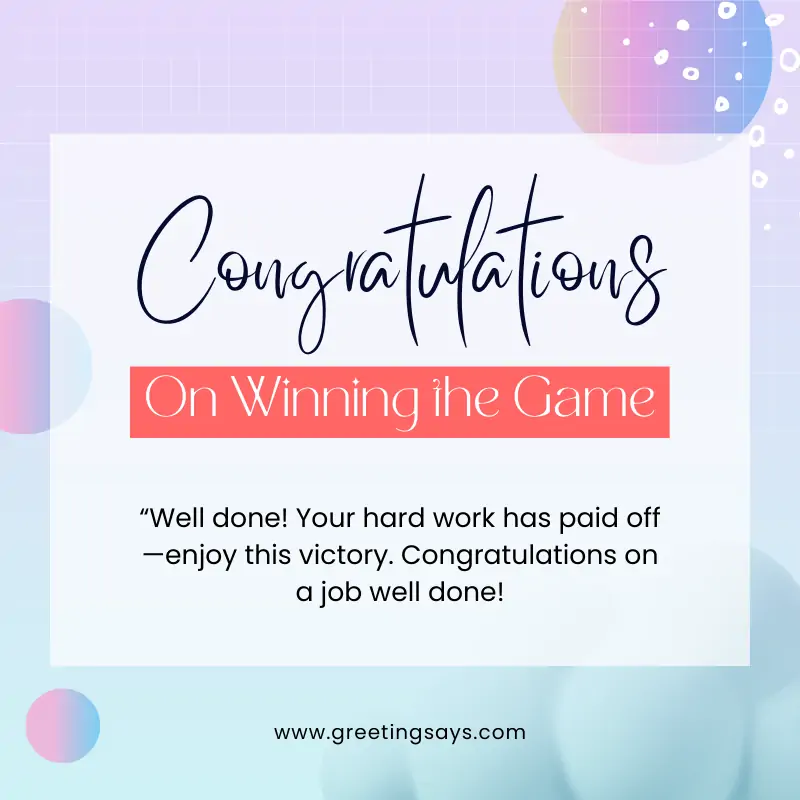 Congratulations
On Winning the Game
“Well done! Your hard work has paid off
—enjoy this victory. Congratulations on
a job well done!
www.greetingsays.com